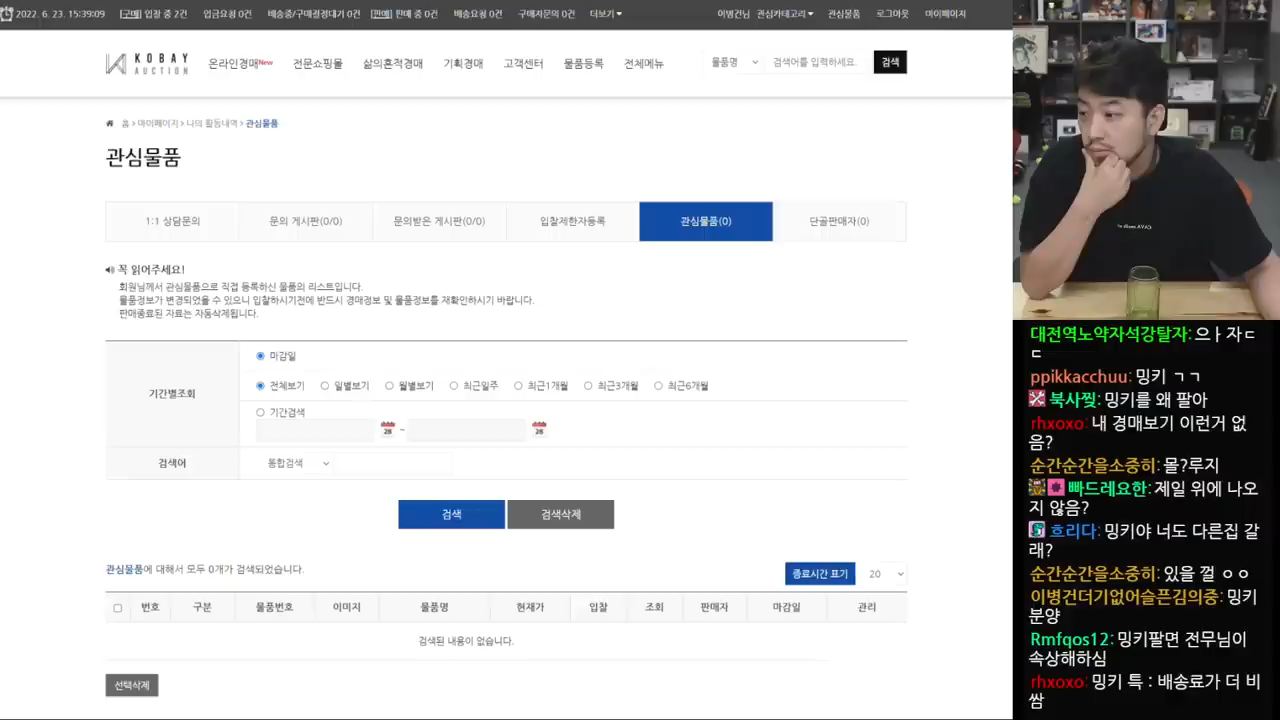 2022. 6. 23. 15:39:09 [구매] 입찰 중 2건 입금요청 0건 배송중/구매결정대기 0건 [판매] 판매 중 0건 배송요청 0건 구매자문의 0건 더보기 이병건님 관심카테고리 관심물품 로그아웃 마이페이지
KOBAY AUCTION 온라인경매New 전문쇼핑몰 삶의흔적경매 기획경매 고객센터 물품등록 전체메뉴 물품명 검색어를 입력하세요. 검색
홈 > 마이페이지 > 나의 활동내역 > 관심물품
관심물품
1:1 상담문의 문의 게시판(0/0) 문의받은 게시판(0/0) 입찰제한자등록 관심물품(0) 단골판매자(0)
꼭 읽어주세요!
회원님께서 관심물품으로 직접 등록하신 물품의 리스트입니다.
물품정보가 변경되었을 수 있으니 입찰하시기전에 반드시 경매정보 및 물품정보를 재확인하시기 바랍니다.
판매종료된 자료는 자동삭제됩니다.
기간별조회 마감일
전체보기 일별보기 월별보기 최근일주 최근1개월 최근3개월 최근6개월
기간검색
28 ~ 28
검색어 통합검색
검색 검색삭제
관심물품에 대해서 모두 0개가 검색되었습니다. 종료시간 표기 20
번호 구분 물품번호 이미지 물품명 현재가 입찰 조회 판매자 마감일 관리
검색된 내용이 없습니다.
선택삭제
대전역노약자석강탈자: 으ㅏ 자ㄷ
ㄷ
ppikkacchuu: 밍키 ㄱㄱ
북사찢: 밍키를 왜 팔아
rhxoxo: 내 경매보기 이런거 없
음?
순간순간을소중히: 몰?루지
빠드레요한: 제일 위에 나오
지 않음?
흐리다: 밍키야 너도 다른집 갈
래?
순간순간을소중히: 있을 껄 ㅇㅇ
이병건더기없어슬픈김의중: 밍키
분양
Rmfqos12: 밍키팔면 전무님이
속상해하심
rhxoxo: 밍키 특 : 배송료가 더 비
쌈